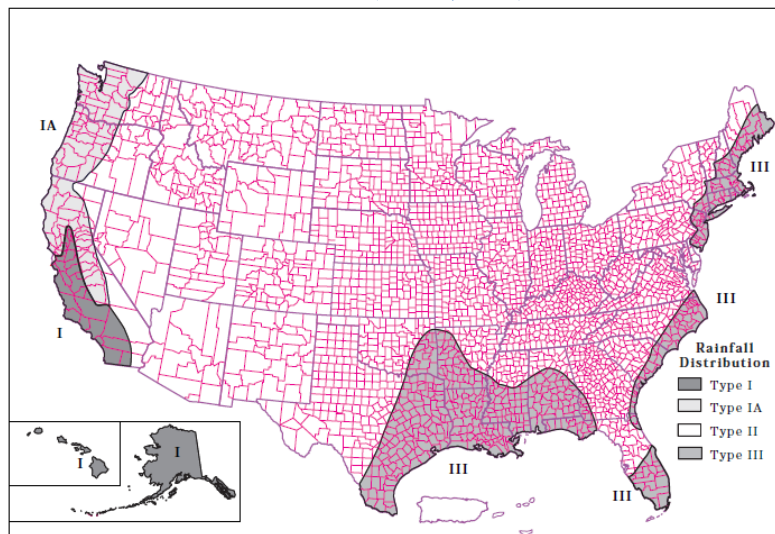 IA
III
III
I
Rainfall
Distribution
Type I
Type IA
Type II
Type III
I
I
III
III